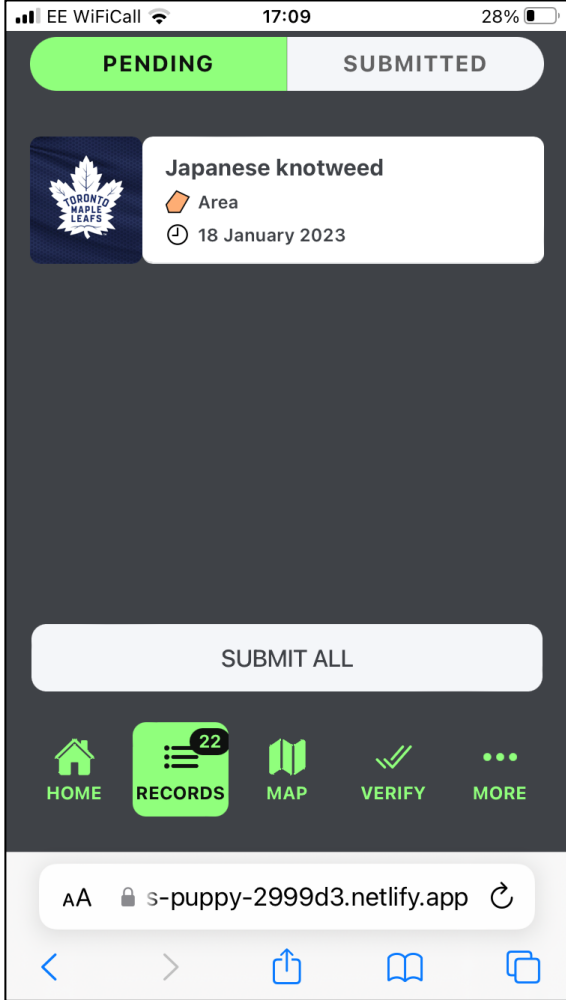 EE WiFiCall 17:09 28%
PENDING SUBMITTED
Japanese knotweed
TORONTO
MAPLE
LEAFS
Area
18 January 2023
SUBMIT ALL
22
HOME RECORDS MAP VERIFY MORE
AA s-puppy-2999d3.netlify.app